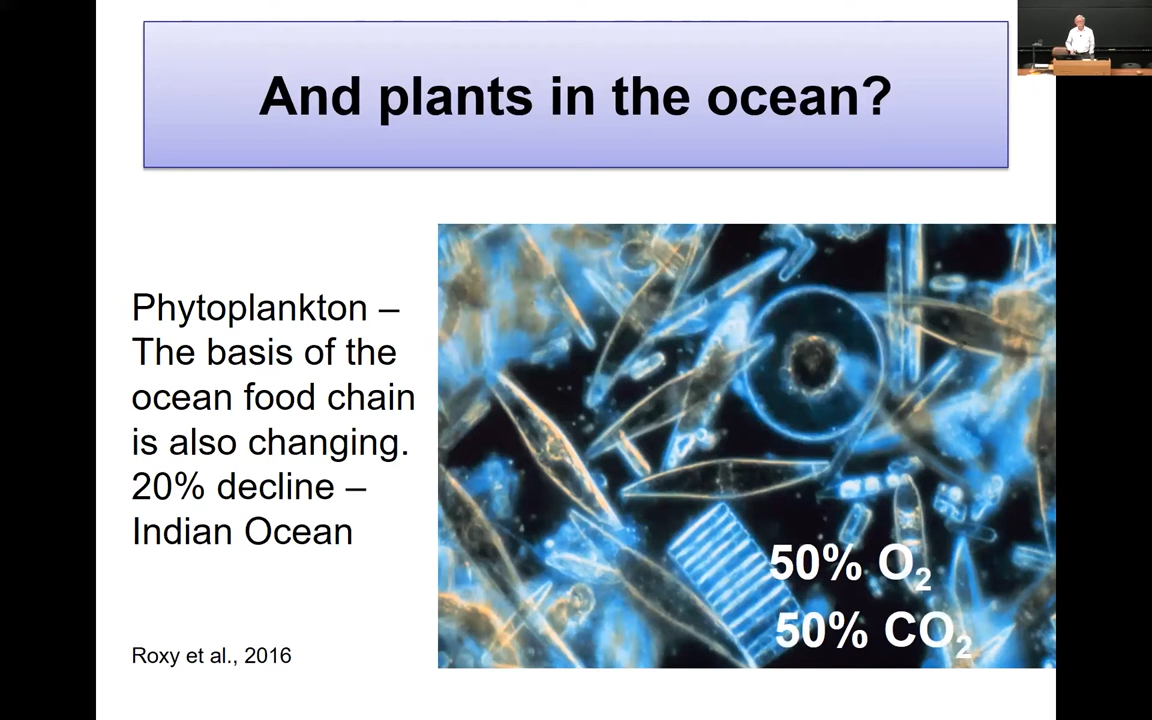 And plants in the ocean?
Phytoplankton –
The basis of the
ocean food chain
is also changing.
20% decline –
Indian Ocean
50% O₂
50% CO₂
Roxy et al., 2016